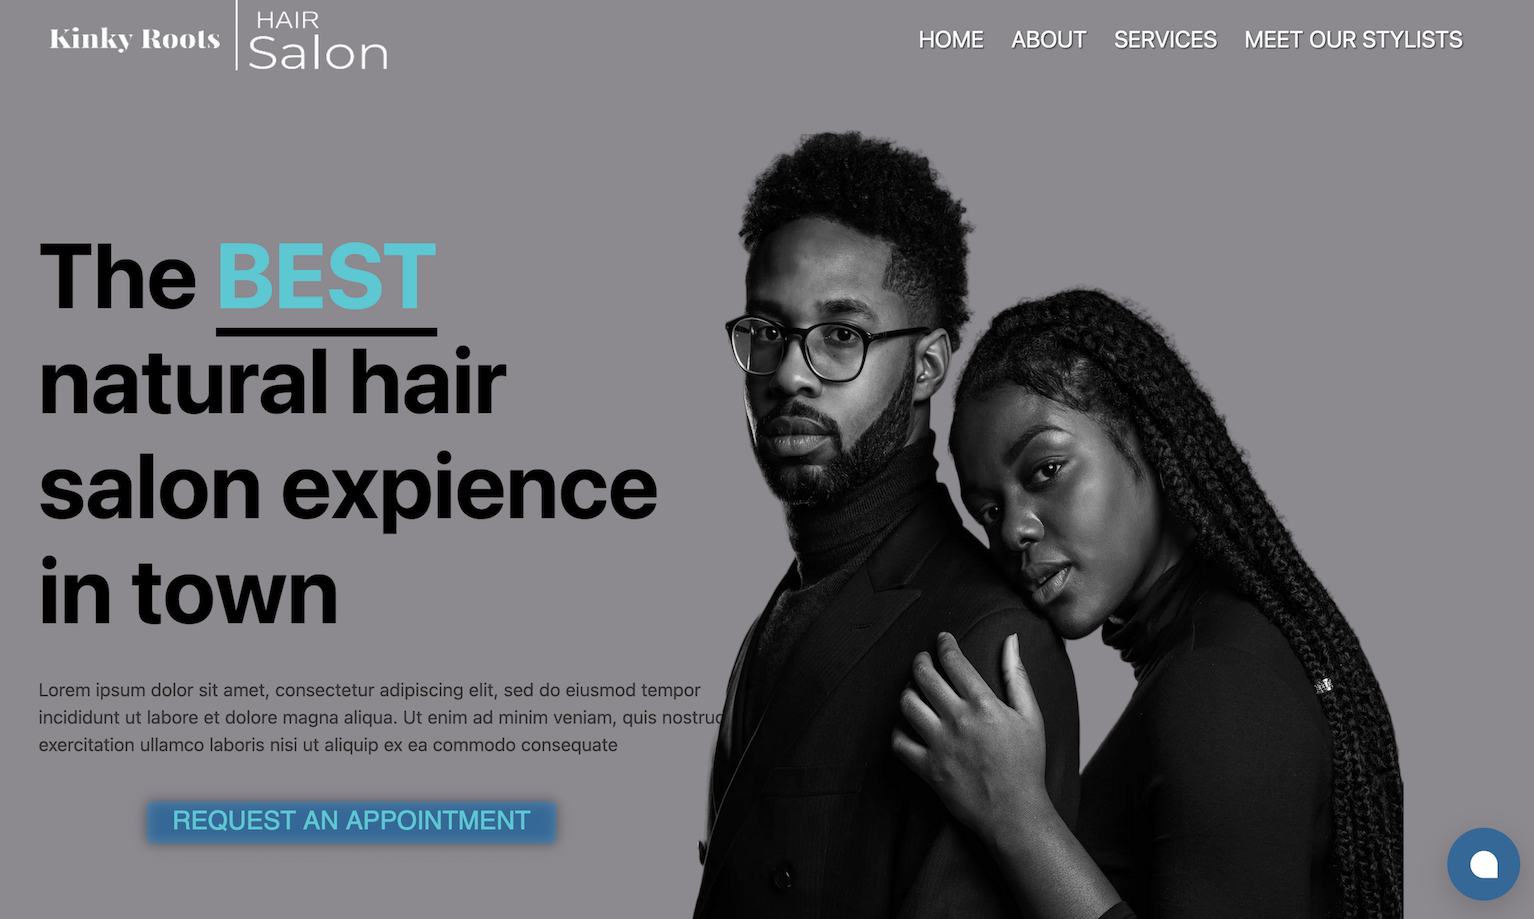 Kinky Roots
HAIR
Salon
HOME ABOUT SERVICES MEET OUR STYLISTS
The BEST
natural hair
salon expience
in town
Lorem ipsum dolor sit amet, consectetur adipiscing elit, sed do eiusmod tempor
incididunt ut labore et dolore magna aliqua. Ut enim ad minim veniam, quis nostrud
exercitation ullamco laboris nisi ut aliquip ex ea commodo consequate
REQUEST AN APPOINTMENT